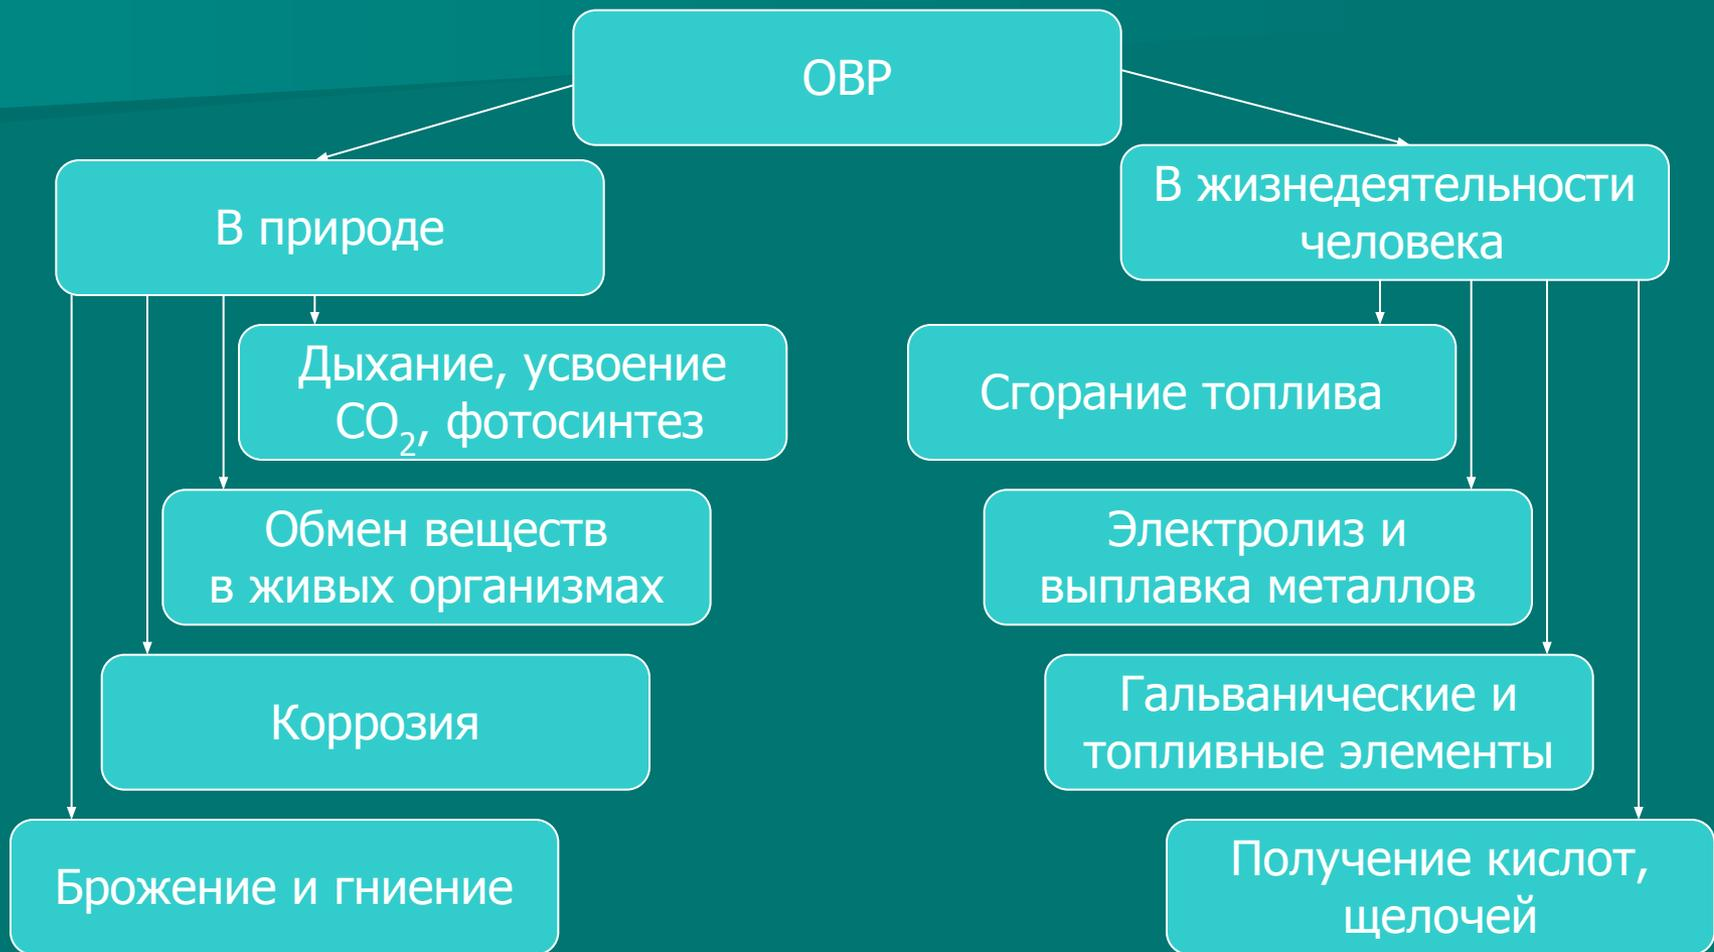 ОВР
В природе
В жизнедеятельности
человека
Дыхание, усвоение
CO₂, фотосинтез
Сгорание топлива
Обмен веществ
в живых организмах
Электролиз и
выплавка металлов
Коррозия
Гальванические и
топливные элементы
Брожение и гниение
Получение кислот,
щелочей